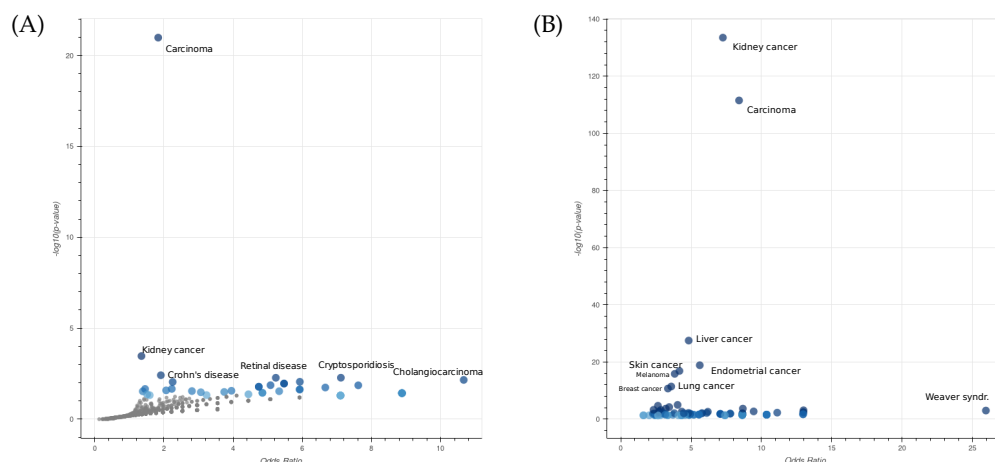 (A)
20
15
10
5
0
-log10(p-value)
0 2 4 6 8 10
Odds Ratio
Carcinoma
Kidney cancer
Crohn's disease
Retinal disease
Cryptosporidiosis
Cholangiocarcinoma
(B)
140
120
100
80
60
40
20
0
-log10(p-value)
0 5 10 15 20 25
Odds Ratio
Kidney cancer
Carcinoma
Liver cancer
Skin cancer
Endometrial cancer
Melanoma
Breast cancer
Lung cancer
Weaver syndr.